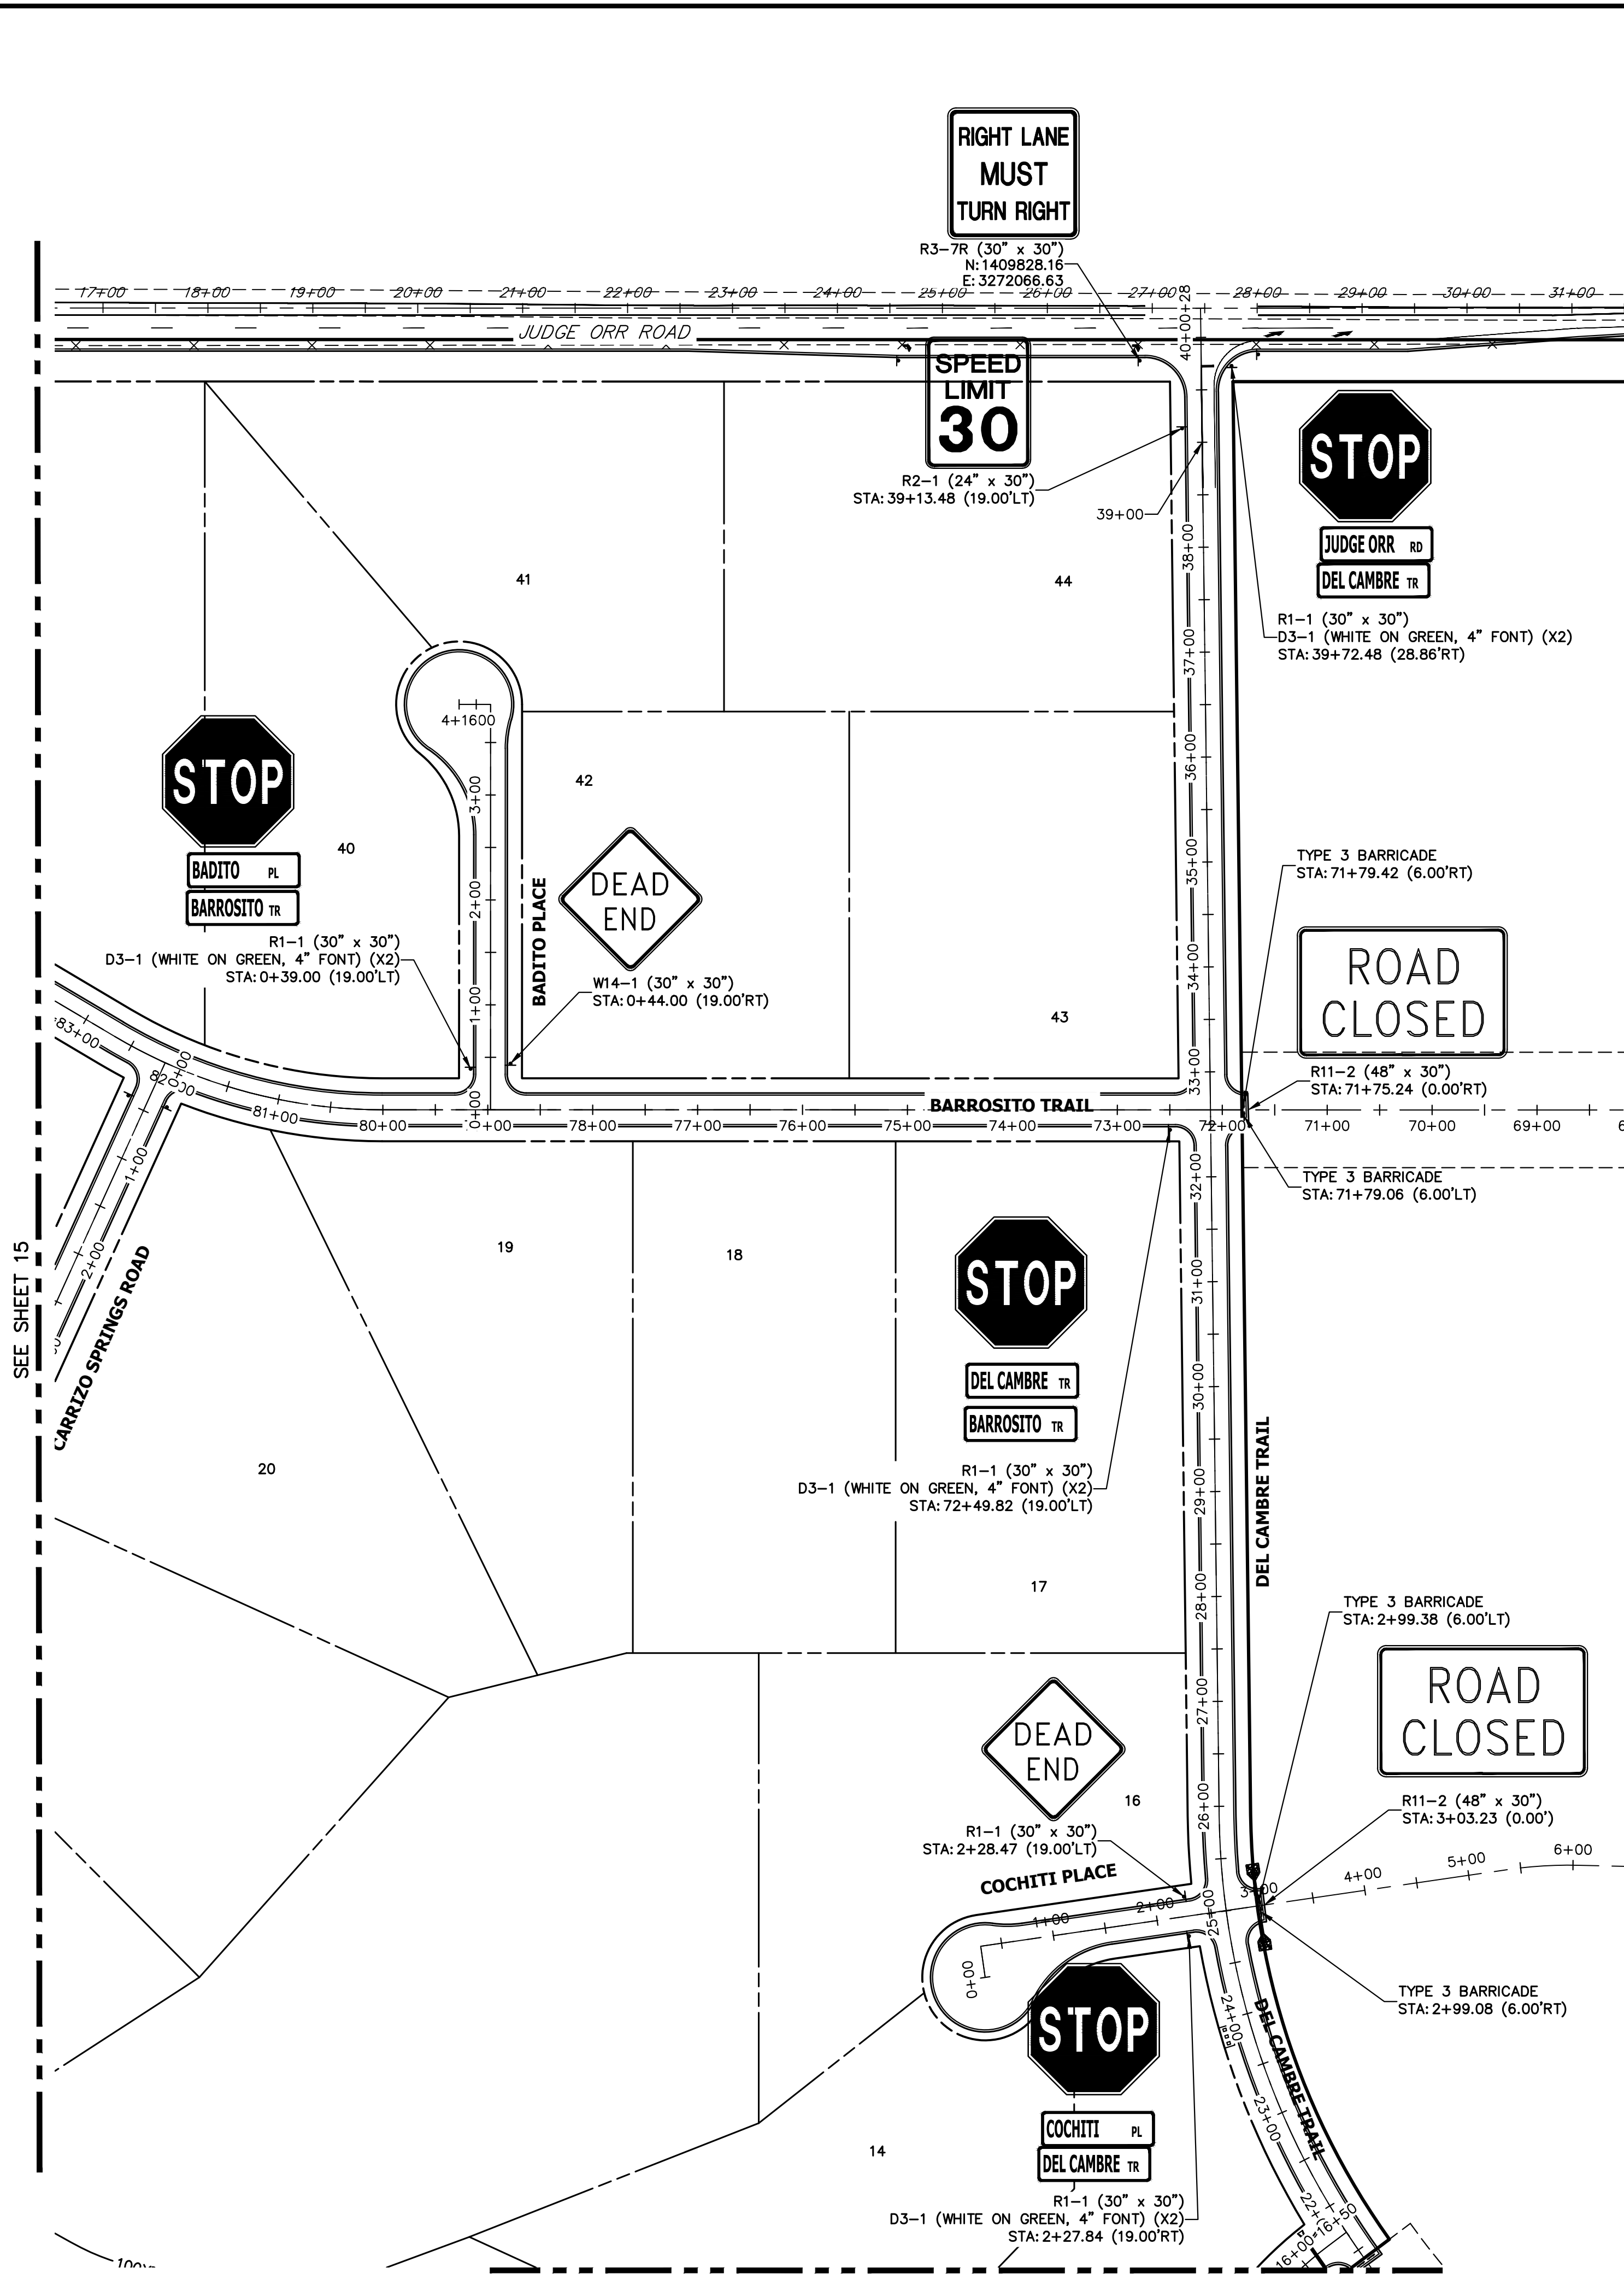 RIGHT LANE
MUST
TURN RIGHT
R3-7R (30" x 30")
N:1409828.16
E:3272066.63
17+00 18+00 19+00 20+00 21+00 22+00 23+00 24+00 25+00 26+00 27+00 28+00 29+00 30+00 31+00
40+00+28
JUDGE ORR ROAD
SPEED
LIMIT
30
R2-1 (24" x 30")
STA:39+13.48 (19.00'LT)
39+00
STOP
JUDGE ORR RD
DEL CAMBRE TR
R1-1 (30" x 30")
D3-1 (WHITE ON GREEN, 4" FONT) (X2)
STA:39+72.48 (28.86'RT)
38+00
37+00
36+00
35+00
34+00
33+00
41
44
4+1600
3+00
2+00
1+00
0+00
42
40
43
STOP
BADITO PL
BARROSITO TR
R1-1 (30" x 30")
D3-1 (WHITE ON GREEN, 4" FONT) (X2)
STA:0+39.00 (19.00'LT)
BADITO PLACE
DEAD
END
W14-1 (30" x 30")
STA:0+44.00 (19.00'RT)
TYPE 3 BARRICADE
STA:71+79.42 (6.00'RT)
ROAD
CLOSED
R11-2 (48" x 30")
STA:71+75.24 (0.00'RT)
BARROSITO TRAIL
83+00
82+00
81+00 80+00 78+00 77+00 76+00 75+00 74+00 73+00 72+00 71+00 70+00 69+00
TYPE 3 BARRICADE
STA:71+79.06 (6.00'LT)
1+00
2+00
CARRIZO SPRINGS ROAD
SEE SHEET 15
19
18
20
17
STOP
DEL CAMBRE TR
BARROSITO TR
R1-1 (30" x 30")
D3-1 (WHITE ON GREEN, 4" FONT) (X2)
STA:72+49.82 (19.00'LT)
32+00
31+00
30+00
29+00
28+00
27+00
26+00
25+00
24+00
23+00
DEL CAMBRE TRAIL
TYPE 3 BARRICADE
STA:2+99.38 (6.00'LT)
ROAD
CLOSED
R11-2 (48" x 30")
STA:3+03.23 (0.00')
DEAD
END
16
R1-1 (30" x 30")
STA:2+28.47 (19.00'LT)
COCHITI PLACE
0+00
1+00
2+00
3+00
4+00
5+00
6+00
TYPE 3 BARRICADE
STA:2+99.08 (6.00'RT)
DEL CAMBRE TRAIL
STOP
COCHITI PL
DEL CAMBRE TR
14
R1-1 (30" x 30")
D3-1 (WHITE ON GREEN, 4" FONT) (X2)
STA:2+27.84 (19.00'RT)
16+00
16+50